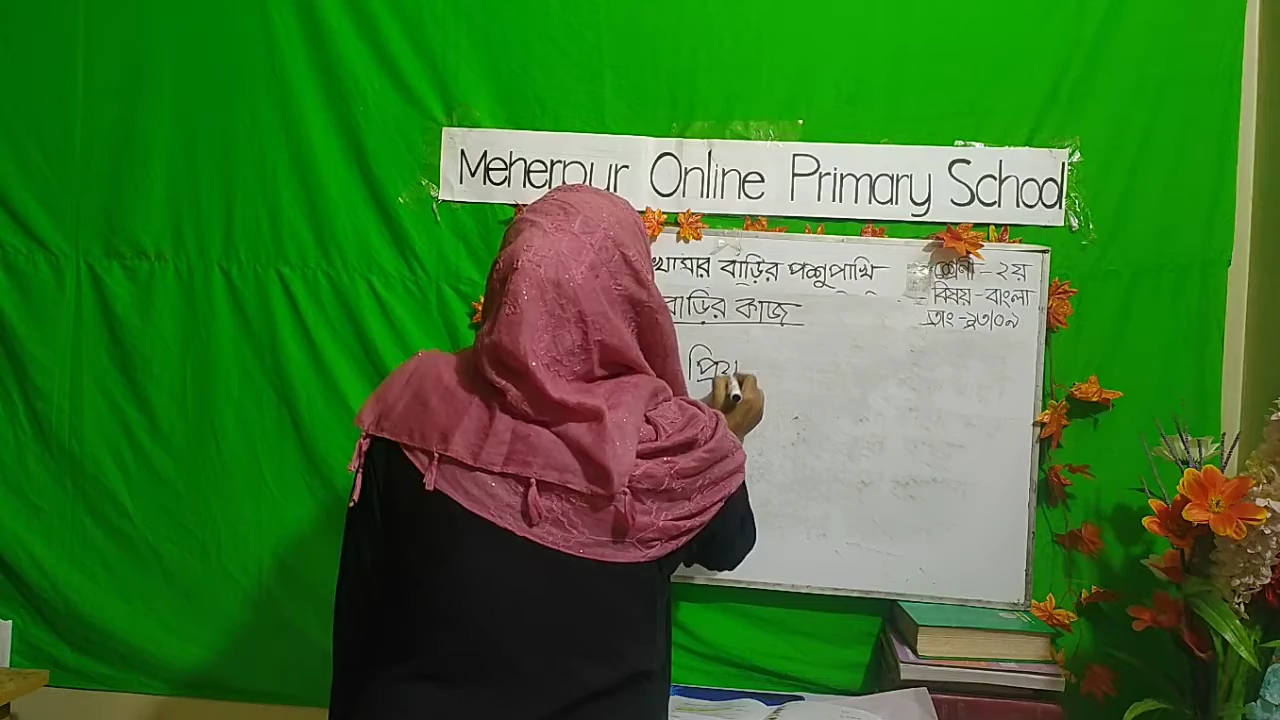 Meherpur Online Primary School
খামার বাড়ির পশুপাখি
বাড়ির কাজ
প্রিয়
শ্রেণী - ২য়
বিষয় - বাংলা
তাং -